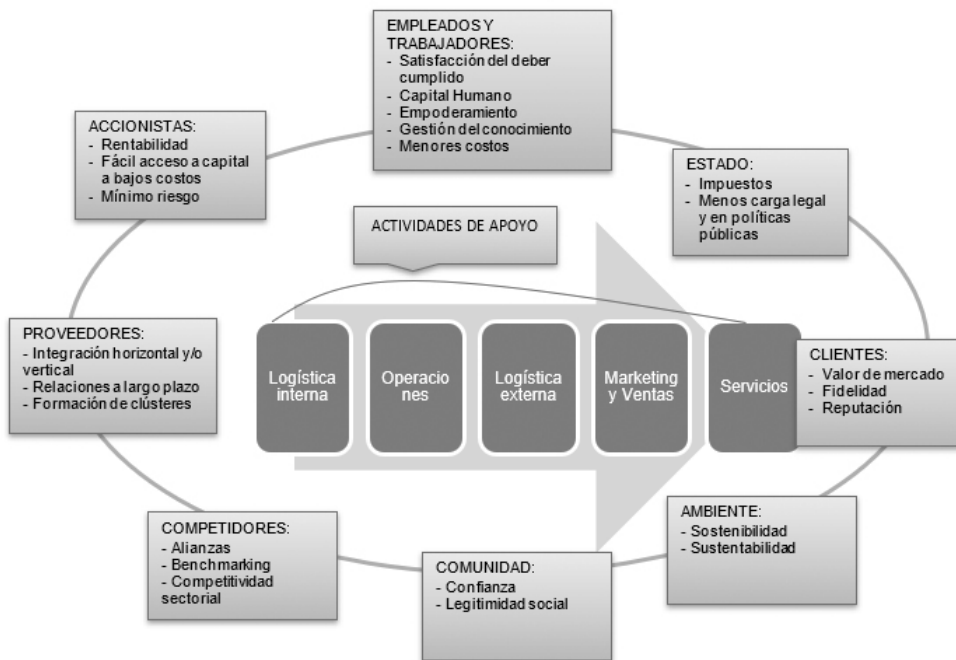 EMPLEADOS Y
TRABAJADORES:
- Satisfacción del deber
cumplido
- Capital Humano
- Empoderamiento
- Gestión del conocimiento
- Menores costos
ACCIONISTAS:
- Rentabilidad
- Fácil acceso a capital
a bajos costos
- Mínimo riesgo
ESTADO:
- Impuestos
- Menos carga legal
y en políticas
públicas
ACTIVIDADES DE APOYO
PROVEEDORES:
- Integración horizontal y/o
vertical
- Relaciones a largo plazo
- Formación de clústeres
Logística
interna
Operacio
nes
Logística
externa
Marketing
y Ventas
Servicios
CLIENTES:
- Valor de mercado
- Fidelidad
- Reputación
COMPETIDORES:
- Alianzas
- Benchmarking
- Competitividad
sectorial
COMUNIDAD:
- Confianza
- Legitimidad social
AMBIENTE:
- Sostenibilidad
- Sustentabilidad